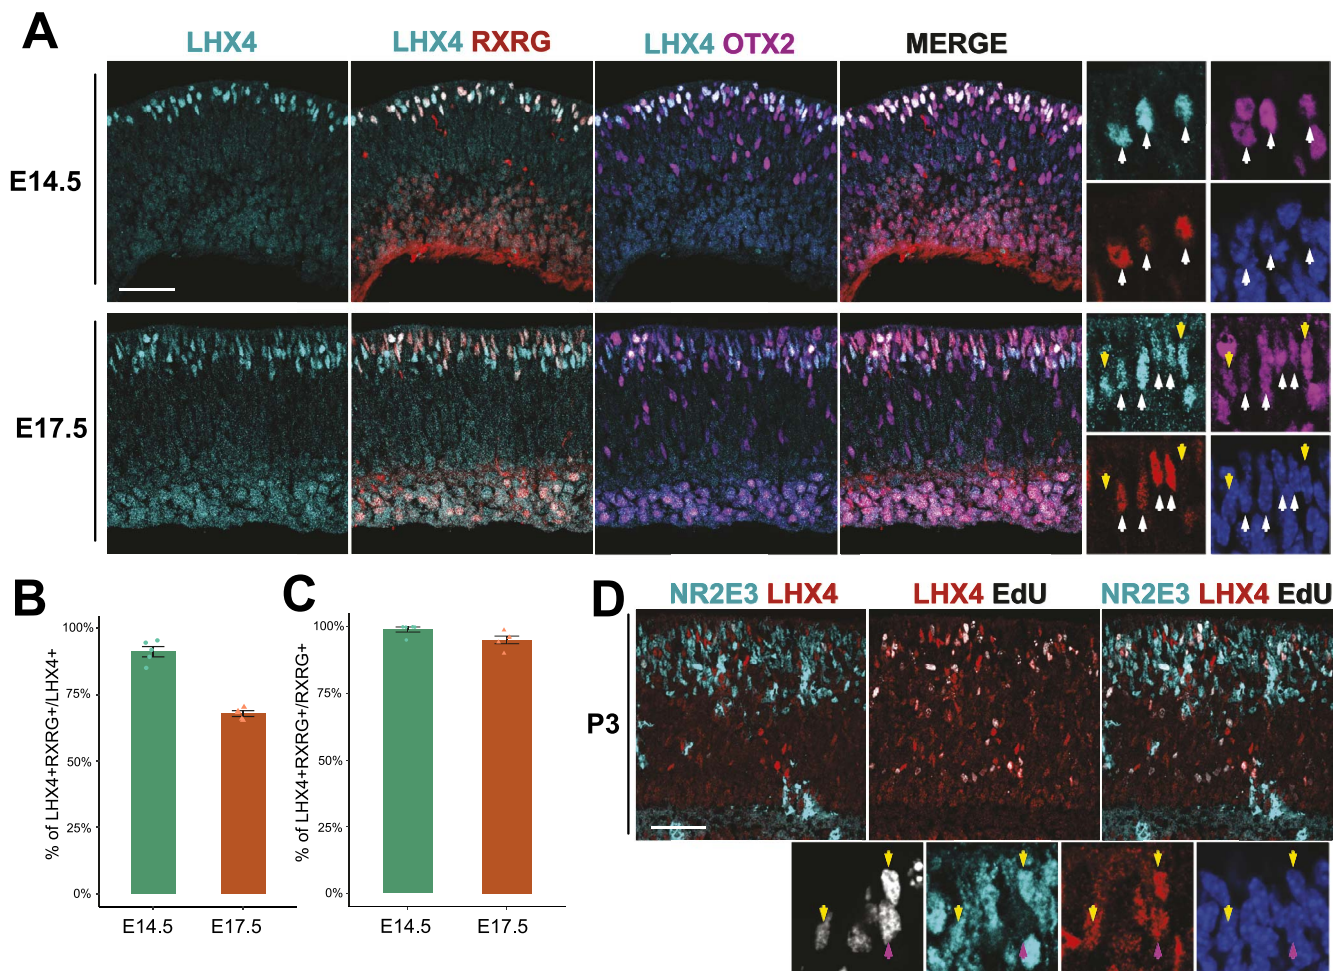 A
LHX4
LHX4 RXRG
LHX4 OTX2
MERGE
E14.5
E17.5
B
% of LHX4+RXRG+/LHX4+
100%
75%
50%
25%
0%
E14.5
E17.5
C
% of LHX4+RXRG+/RXRG+
100%
75%
50%
25%
0%
E14.5
E17.5
D
NR2E3 LHX4
LHX4 EdU
NR2E3 LHX4 EdU
P3